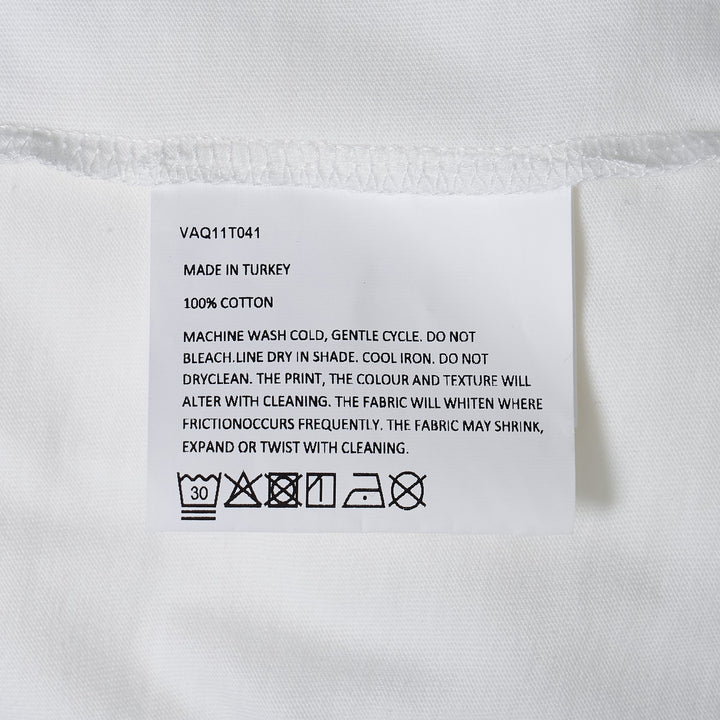 VAQ11T041
MADE IN TURKEY
100% COTTON
MACHINE WASH COLD, GENTLE CYCLE. DO NOT
BLEACH.LINE DRY IN SHADE. COOL IRON. DO NOT
DRYCLEAN. THE PRINT, THE COLOUR AND TEXTURE WILL
ALTER WITH CLEANING. THE FABRIC WILL WHITEN WHERE
FRICTIONOCCURS FREQUENTLY. THE FABRIC MAY SHRINK,
EXPAND OR TWIST WITH CLEANING.
30